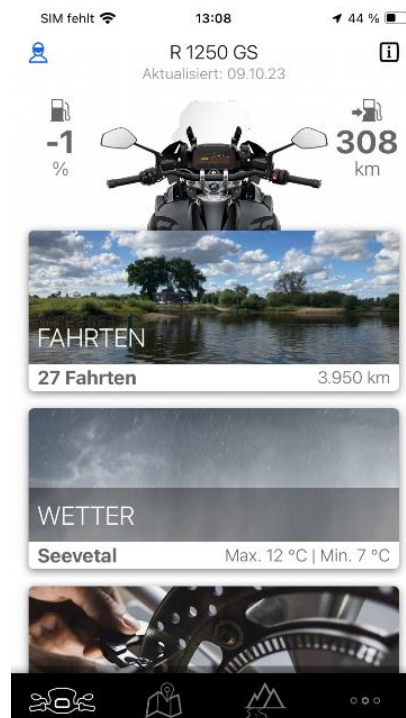 SIM fehlt 13:08 44 %
R 1250 GS
Aktualisiert: 09.10.23
-1 308
% km
FAHRTEN
27 Fahrten 3.950 km
WETTER
Seevetal Max. 12 °C | Min. 7 °C